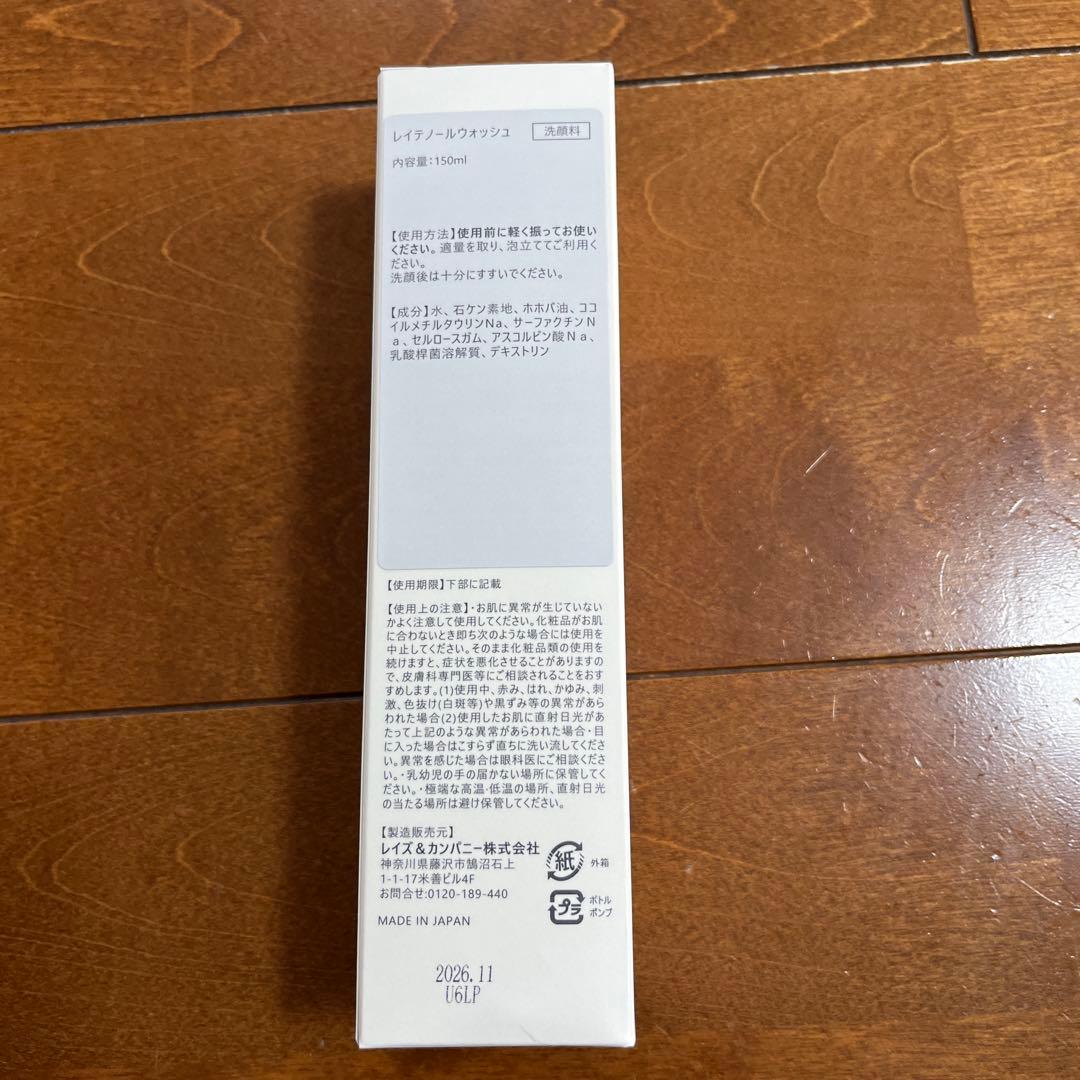 レイテノールウォッシュ 洗顔料
内容量:150ml
【使用方法】使用前に軽く振ってお使い
ください。適量を取り、泡立ててご利用く
ださい。
洗顔後は十分にすすいでください。
【成分】水、石ケン素地、ホホバ油、ココ
イルメチルタウリンNa、サーファクチンN
a、セルロースガム、アスコルビン酸Na、
乳酸桿菌溶解質、デキストリン
【使用期限】下部に記載
【使用上の注意】・お肌に異常が生じていない
かよく注意して使用してください。化粧品がお肌
に合わないとき即ち次のような場合には使用を
中止してください。そのまま化粧品類の使用を
続けますと、症状を悪化させることがありますの
で、皮膚科専門医等にご相談されることをおす
すめします。(1)使用中、赤み、はれ、かゆみ、刺
激、色抜け(白斑等)や黒ずみ等の異常があら
われた場合(2)使用したお肌に直射日光があ
たって上記のような異常があらわれた場合・目
に入った場合はこすらず直ちに洗い流してくださ
い。異常を感じた場合は眼科医にご相談くださ
い。・乳幼児の手の届かない場所に保管してく
ださい。・極端な高温・低温の場所、直射日光
の当たる場所は避け保管してください。
【製造販売元】
レイズ&カンパニー株式会社
神奈川県藤沢市鵠沼石上
1-1-17米善ビル4F
お問合せ:0120-189-440
紙 外箱
プラ ボトル
ポンプ
MADE IN JAPAN
2026.11
U6LP